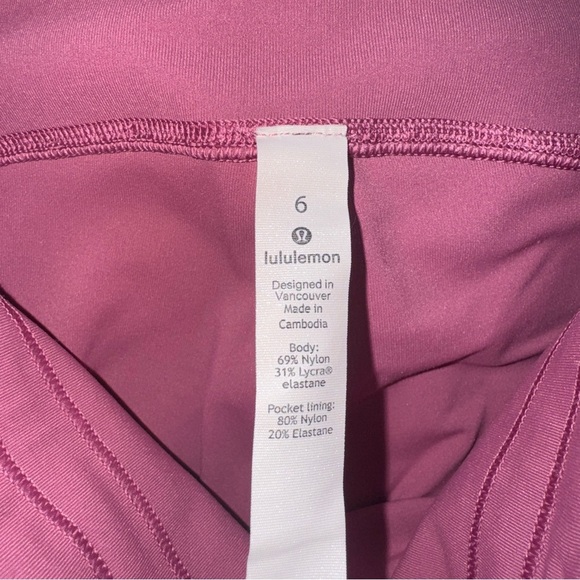 6
lululemon
Designed in
Vancouver
Made in
Cambodia
Body:
69% Nylon
31% Lycra®
elastane
Pocket lining:
80% Nylon
20% Elastane